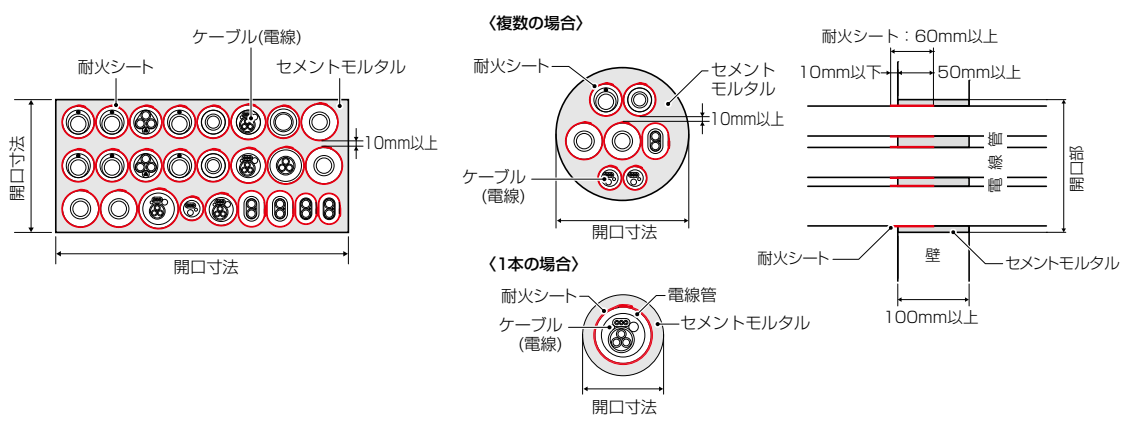 ケーブル(電線)
耐火シート
セメントモルタル
10mm以上
開口寸法
開口寸法
〈複数の場合〉
耐火シート
セメント
モルタル
10mm以上
ケーブル
(電線)
開口寸法
〈1本の場合〉
耐火シート
電線管
ケーブル
(電線)
セメントモルタル
開口寸法
耐火シート：60mm以上
10mm以下
50mm以上
電線管
開口部
耐火シート
壁
セメントモルタル
100mm以上